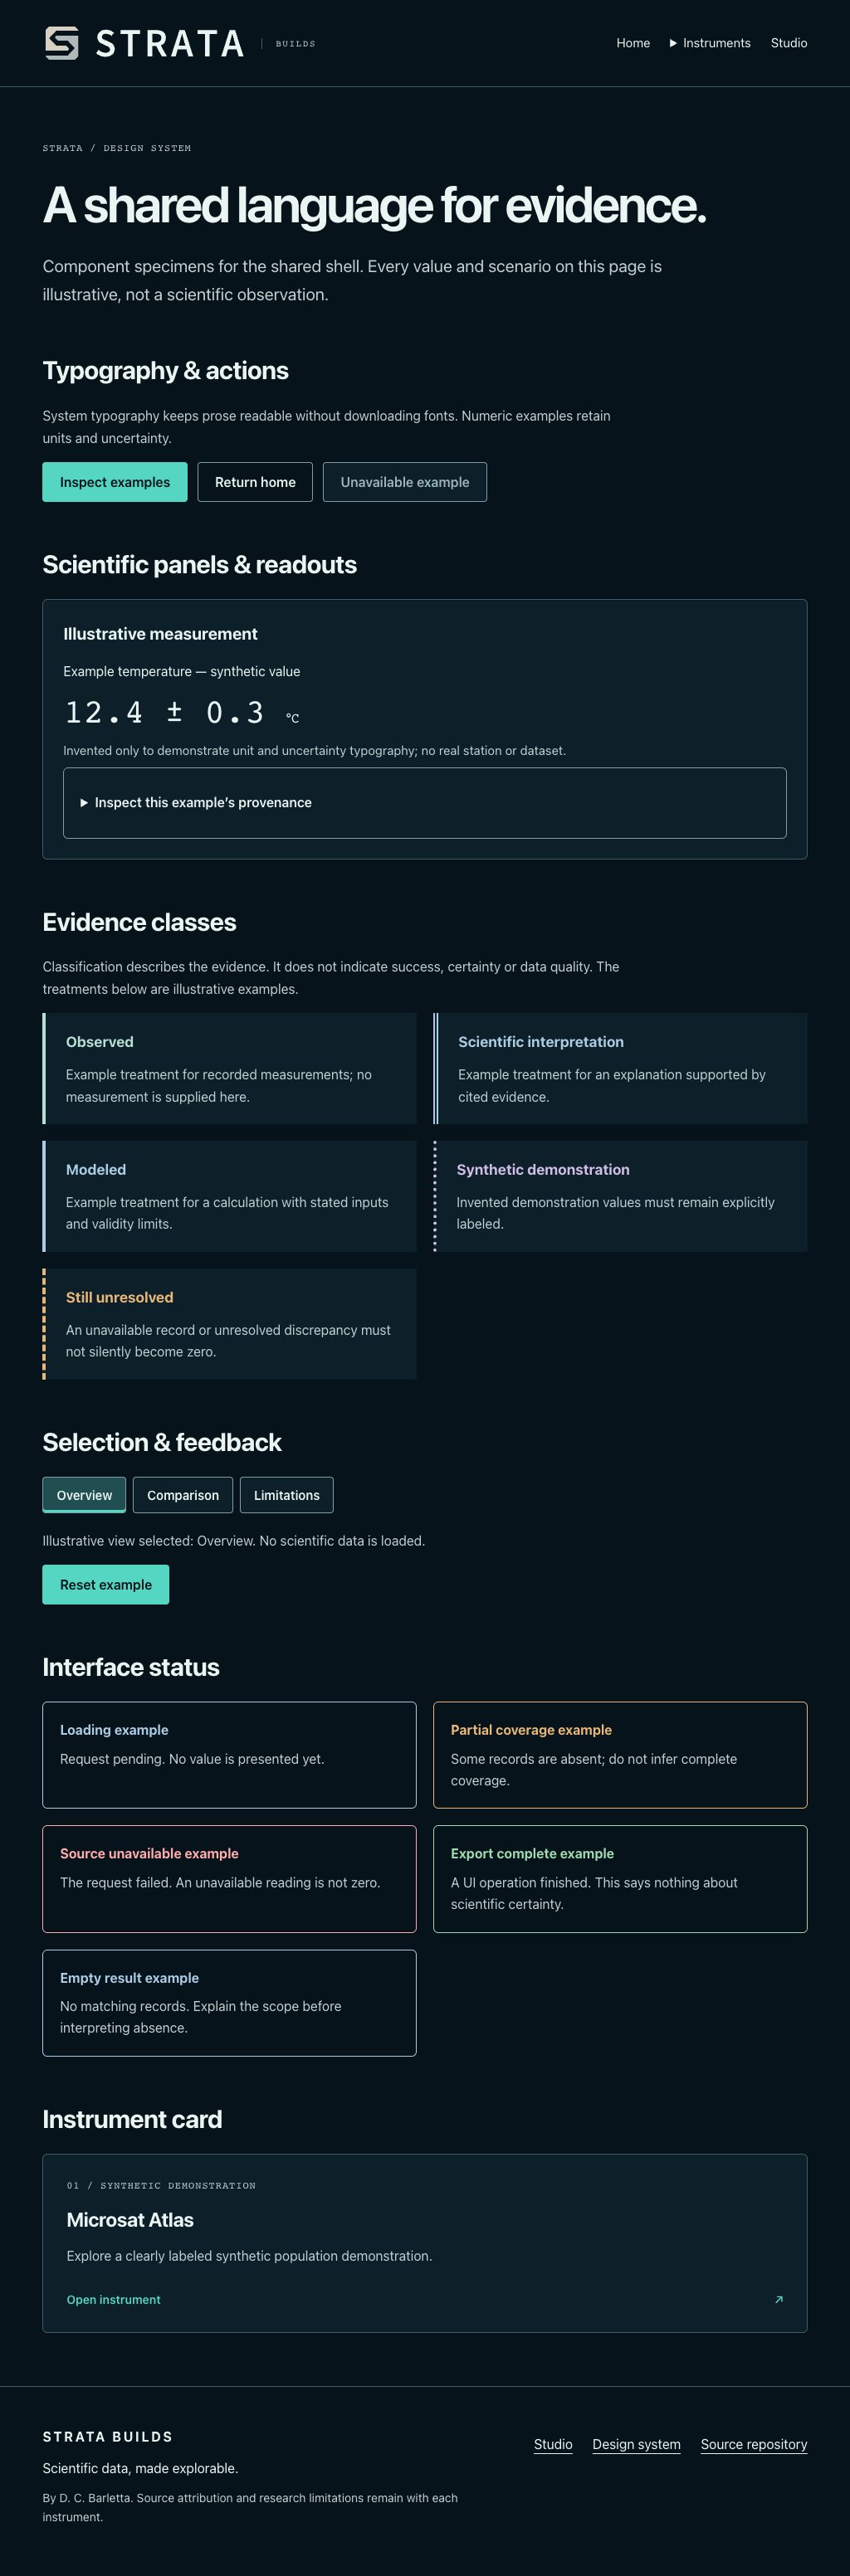 STRATA
BUILDS
Home
▶ Instruments
Studio
STRATA / DESIGN SYSTEM
A shared language for evidence.
Component specimens for the shared shell. Every value and scenario on this page is
illustrative, not a scientific observation.
Typography & actions
System typography keeps prose readable without downloading fonts. Numeric examples retain
units and uncertainty.
Inspect examples
Return home
Unavailable example
Scientific panels & readouts
Illustrative measurement
Example temperature — synthetic value
12.4 ± 0.3 °C
Invented only to demonstrate unit and uncertainty typography; no real station or dataset.
▶ Inspect this example’s provenance
Evidence classes
Classification describes the evidence. It does not indicate success, certainty or data quality. The
treatments below are illustrative examples.
Observed
Example treatment for recorded measurements; no
measurement is supplied here.
Scientific interpretation
Example treatment for an explanation supported by
cited evidence.
Modeled
Example treatment for a calculation with stated inputs
and validity limits.
Synthetic demonstration
Invented demonstration values must remain explicitly
labeled.
Still unresolved
An unavailable record or unresolved discrepancy must
not silently become zero.
Selection & feedback
Overview
Comparison
Limitations
Illustrative view selected: Overview. No scientific data is loaded.
Reset example
Interface status
Loading example
Request pending. No value is presented yet.
Partial coverage example
Some records are absent; do not infer complete
coverage.
Source unavailable example
The request failed. An unavailable reading is not zero.
Export complete example
A UI operation finished. This says nothing about
scientific certainty.
Empty result example
No matching records. Explain the scope before
interpreting absence.
Instrument card
01 / SYNTHETIC DEMONSTRATION
Microsat Atlas
Explore a clearly labeled synthetic population demonstration.
Open instrument ↗
STRATA BUILDS
Scientific data, made explorable.
By D. C. Barletta. Source attribution and research limitations remain with each
instrument.
Studio
Design system
Source repository